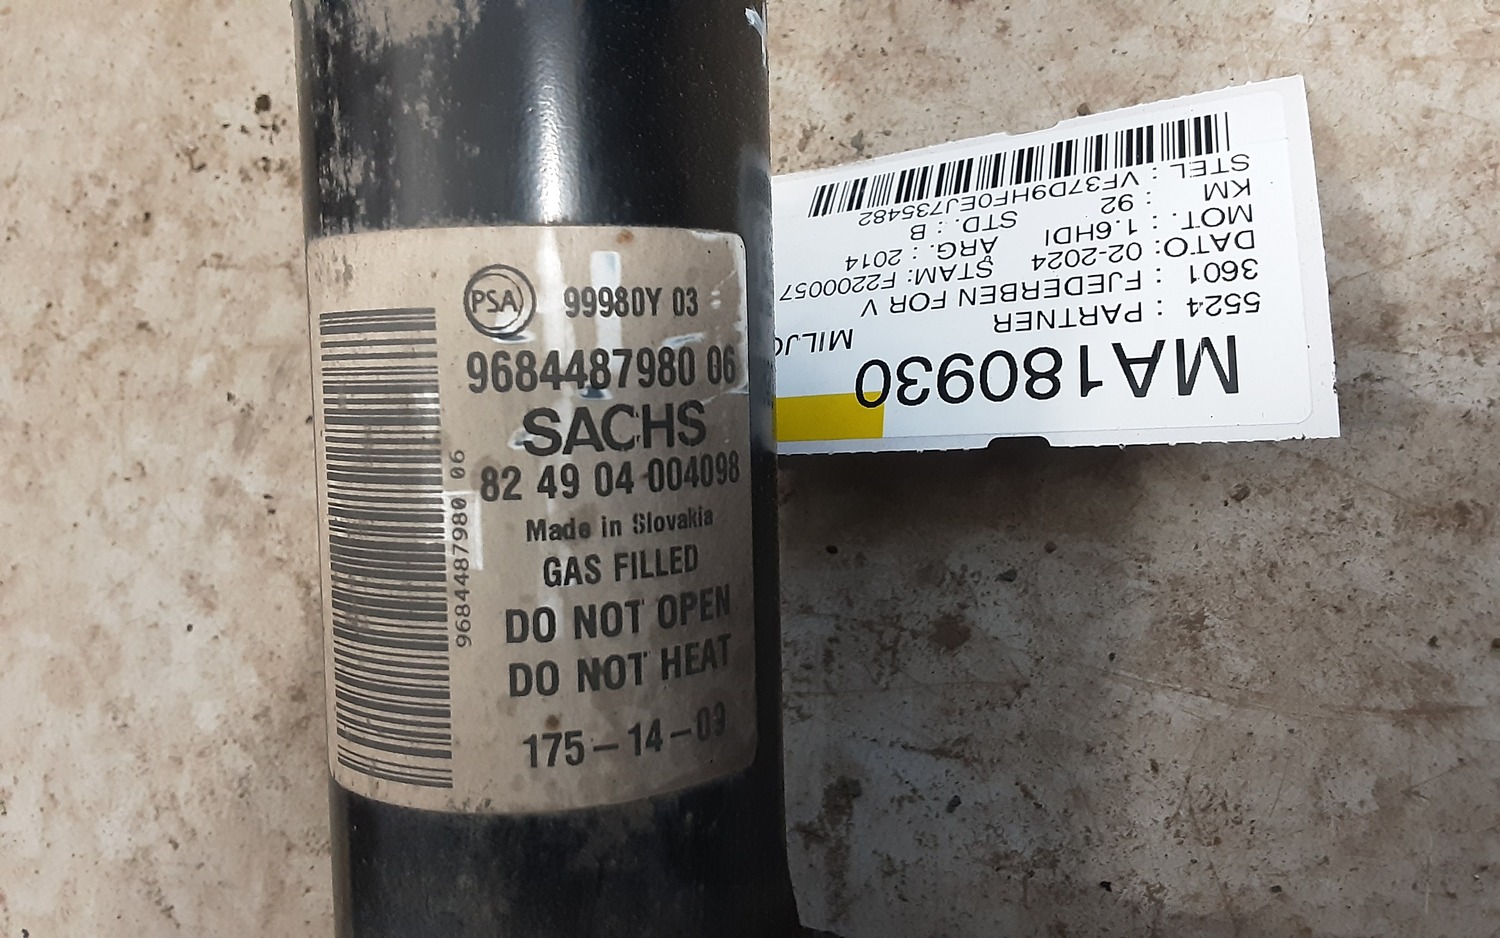 PSA 99980Y 03
9684487980 06
SACHS
82 49 04 004098
Made in Slovakia
GAS FILLED
DO NOT OPEN
DO NOT HEAT
175-14-09
9684487980 06
MA180930
5524 : PARTNER
3601 : FJEDERBEN FOR V
DATO: 02-2024 STAM: F2200057
MOT. : 1.6HDI ARG. : 2014
KM : 92 STD. : B
STEL : VF37D9HF0EJ735482